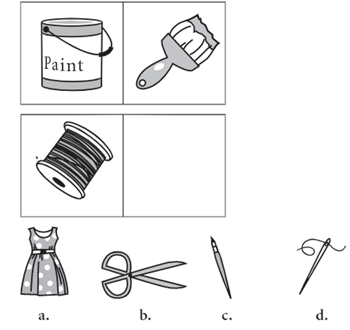 Paint
a. b. c. d.